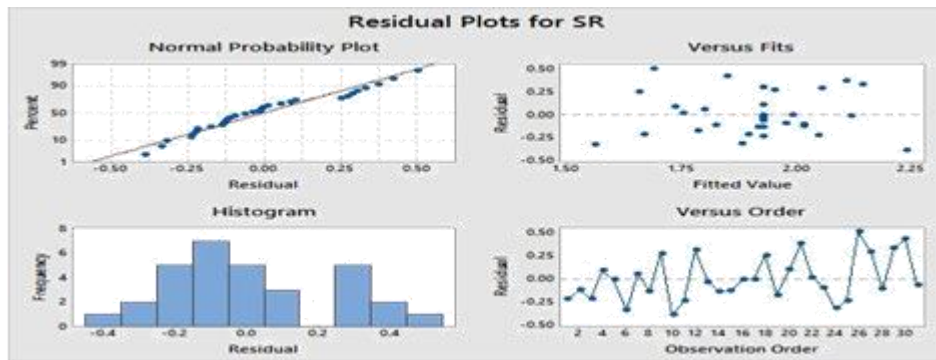 Residual Plots for SR
Normal Probability Plot
99
90
50
10
1
Percent
-0.50 -0.25 0.00 0.25 0.50
Residual
Versus Fits
0.50
0.25
0.00
-0.25
-0.50
Residual
1.50 1.75 2.00 2.25
Fitted Value
Histogram
8
6
4
2
0
Frequency
-0.4 -0.2 0.0 0.2 0.4
Residual
Versus Order
0.50
0.25
0.00
-0.25
-0.50
Residual
2 4 6 8 10 12 14 16 18 20 22 24 26 28 30
Observation Order